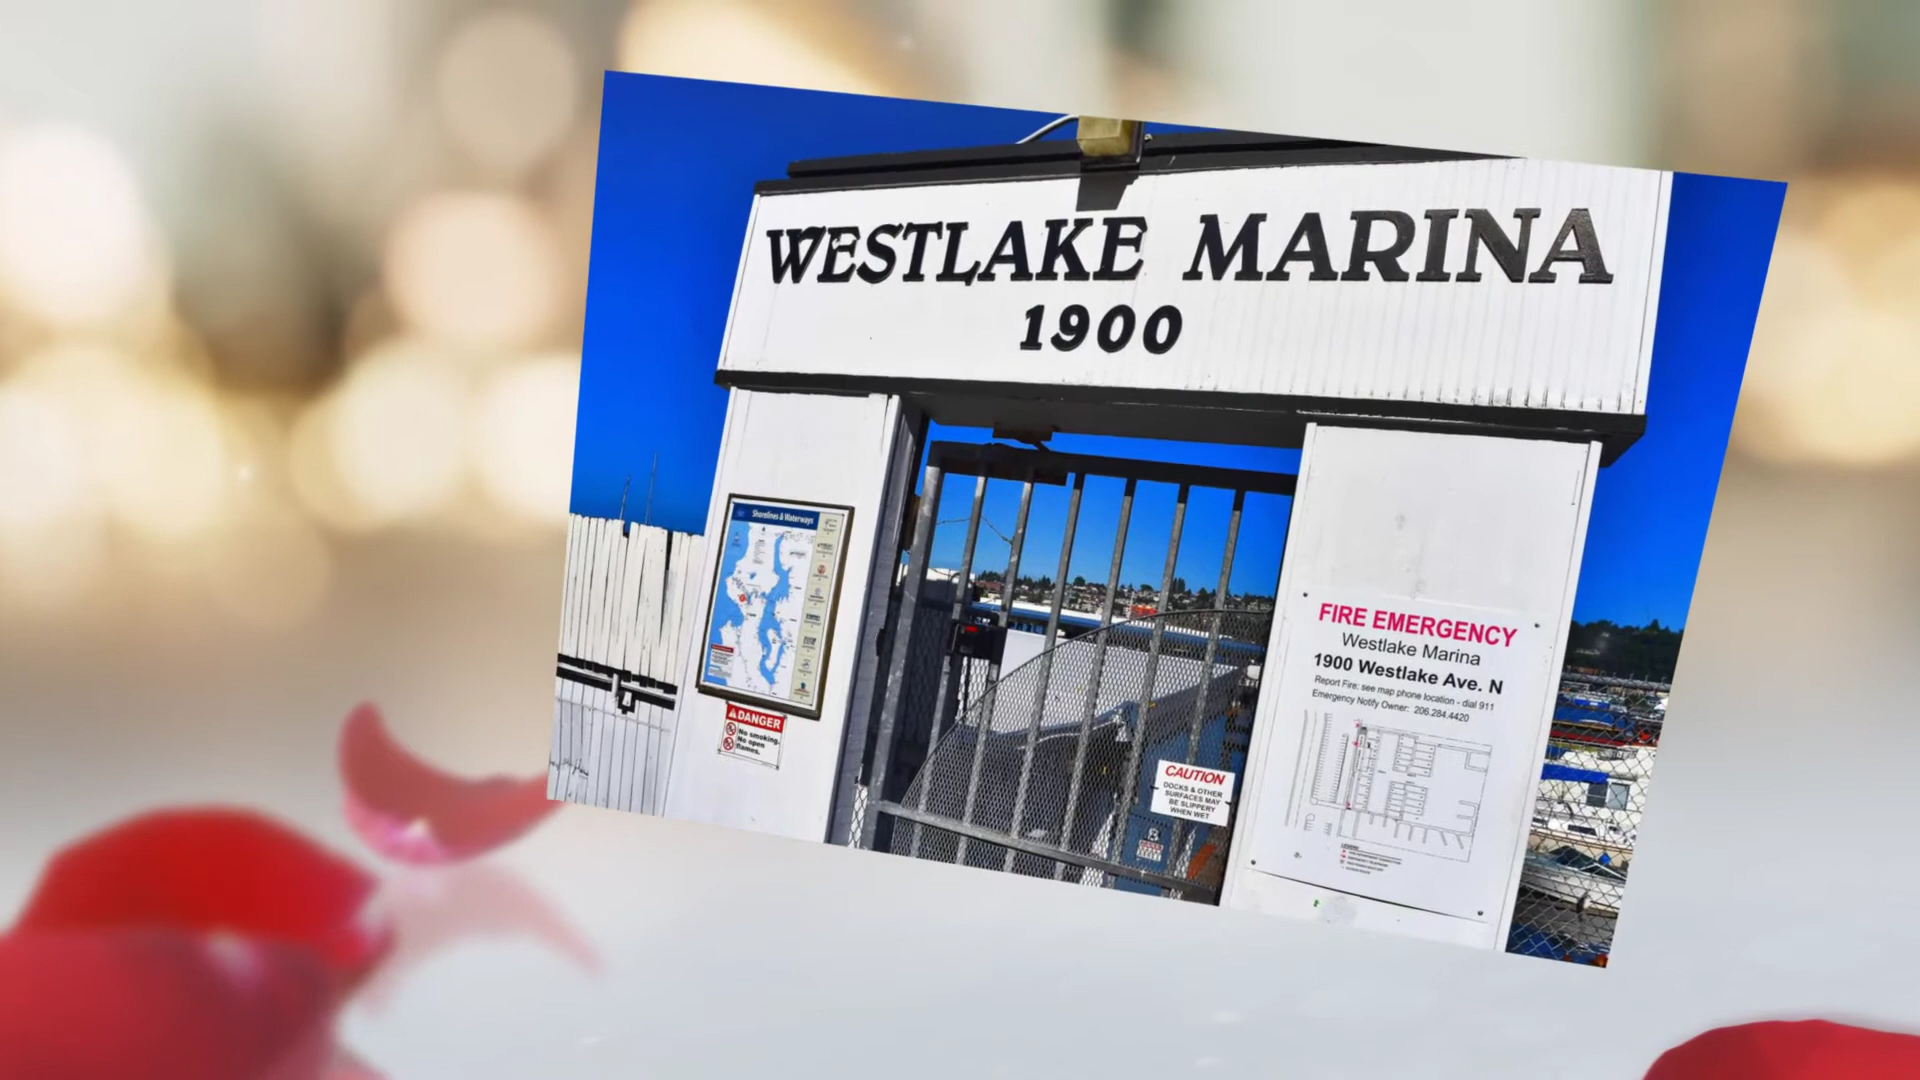 WESTLAKE MARINA
1900
Shorelines & Waterways
DANGER
No smoking.
No open
flames.
CAUTION
DOCKS & OTHER
SURFACES MAY
BE SLIPPERY
WHEN WET
FIRE EMERGENCY
Westlake Marina
1900 Westlake Ave. N
Report Fire: see map phone location - dial 911
Emergency Notify Owner: 206.284.4420
LEGEND